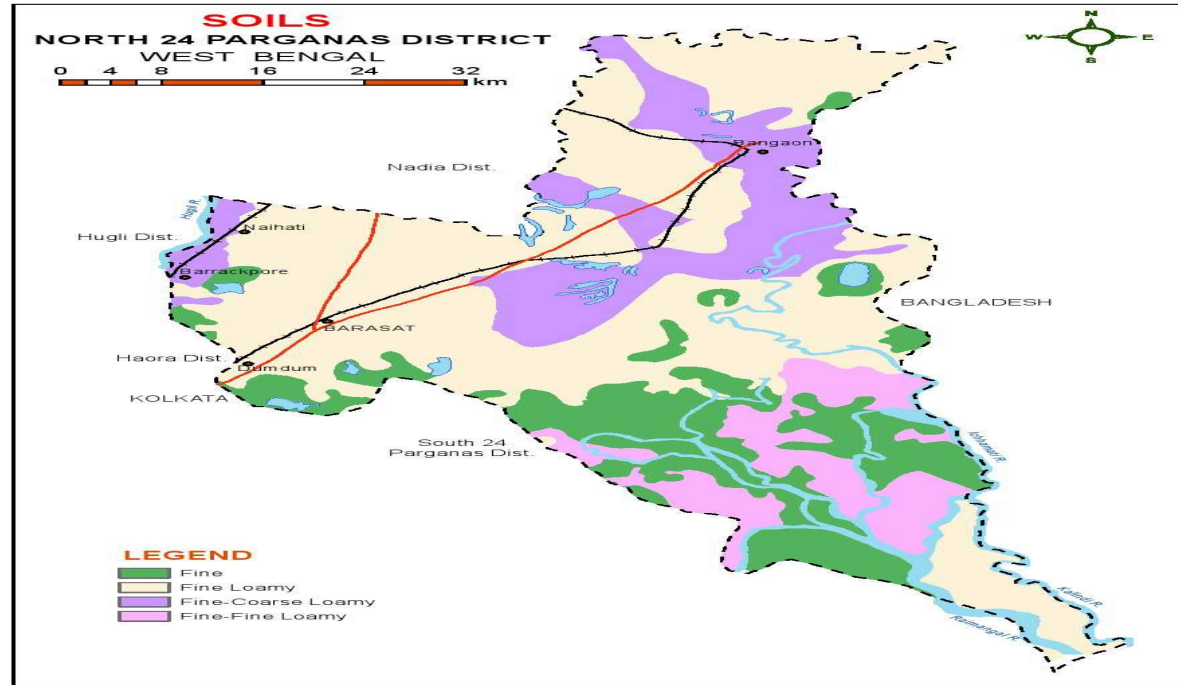 SOILS
NORTH 24 PARGANAS DISTRICT
WEST BENGAL
0 4 8 16 24 32
km
N
W E
S
Nadia Dist.
Bangaon
Hugli R.
Naihati
Hugli Dist.
Barrackpore
BANGLADESH
BARASAT
Haora Dist.
Dumdum
KOLKATA
South 24
Parganas Dist.
Ichhamati R.
Kalindi R.
Raimangal R.
LEGEND
Fine
Fine Loamy
Fine-Coarse Loamy
Fine-Fine Loamy